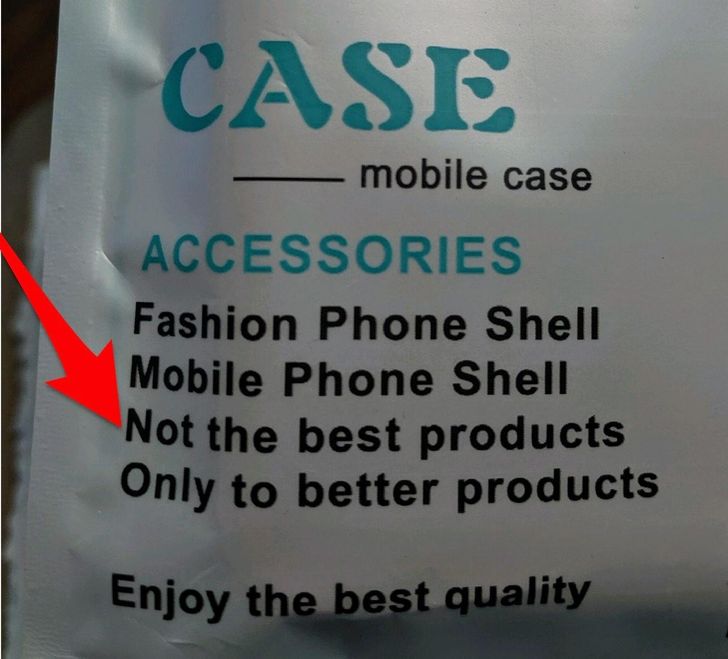 CASE
mobile case
ACCESSORIES
Fashion Phone Shell
Mobile Phone Shell
Not the best products
Only to better products
Enjoy the best quality